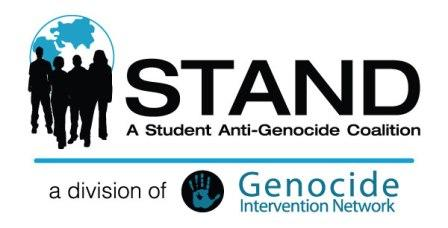 STAND
A Student Anti-Genocide Coalition
a division of Genocide
Intervention Network